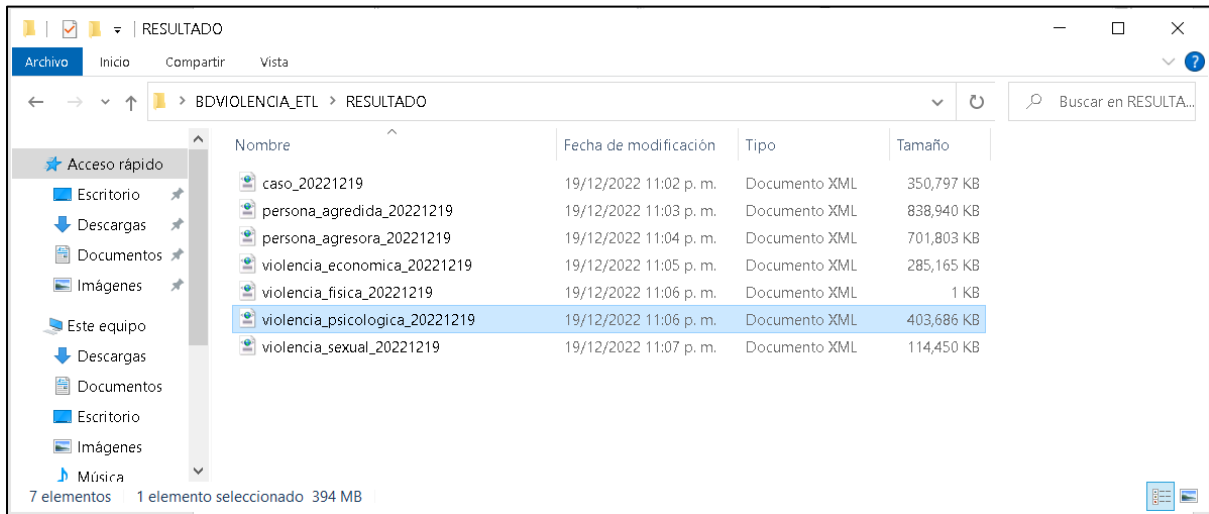 RESULTADO
Archivo Inicio Compartir Vista
BDVIOLENCIA_ETL > RESULTADO Buscar en RESULTA...
Nombre Fecha de modificación Tipo Tamaño
Acceso rápido
Escritorio
Descargas
Documentos
Imágenes
Este equipo
Descargas
Documentos
Escritorio
Imágenes
Música
caso_20221219 19/12/2022 11:02 p. m. Documento XML 350,797 KB
persona_agredida_20221219 19/12/2022 11:03 p. m. Documento XML 838,940 KB
persona_agresora_20221219 19/12/2022 11:04 p. m. Documento XML 701,803 KB
violencia_economica_20221219 19/12/2022 11:05 p. m. Documento XML 285,165 KB
violencia_fisica_20221219 19/12/2022 11:06 p. m. Documento XML 1 KB
violencia_psicologica_20221219 19/12/2022 11:06 p. m. Documento XML 403,686 KB
violencia_sexual_20221219 19/12/2022 11:07 p. m. Documento XML 114,450 KB
7 elementos 1 elemento seleccionado 394 MB